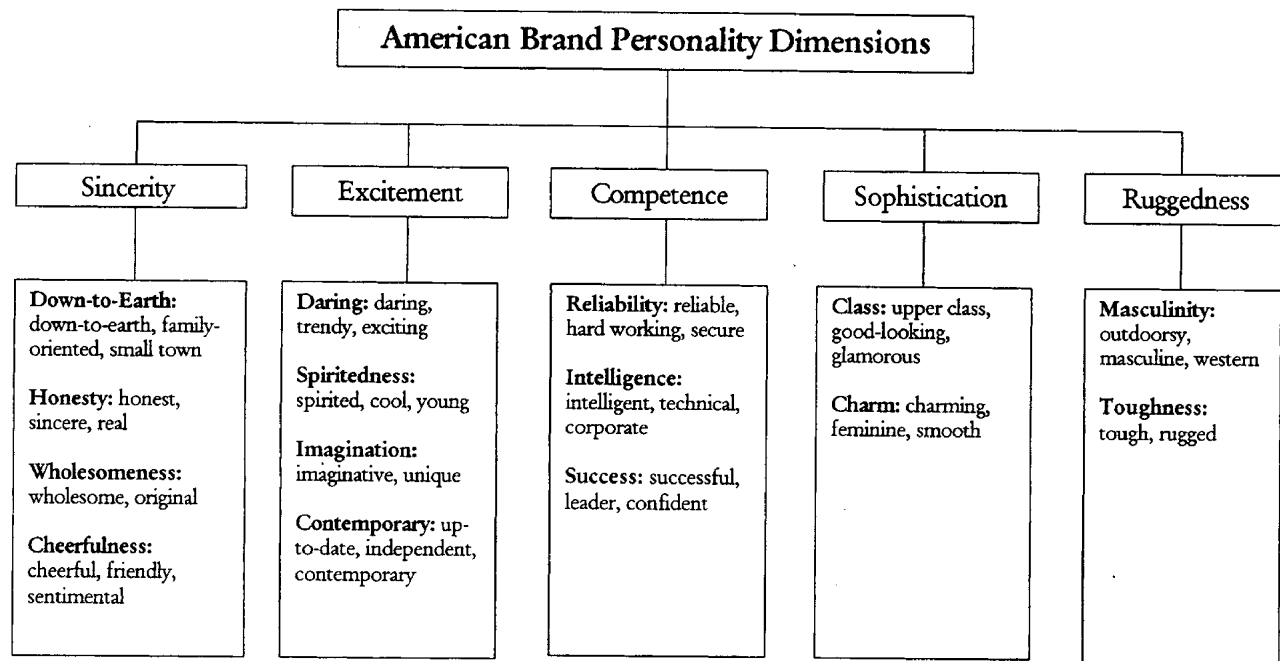 American Brand Personality Dimensions
Sincerity
Excitement
Competence
Sophistication
Ruggedness
Down-to-Earth:
down-to-earth, family-
oriented, small town
Honesty: honest,
sincere, real
Wholesomeness:
wholesome, original
Cheerfulness:
cheerful, friendly,
sentimental
Daring: daring,
trendy, exciting
Spiritedness:
spirited, cool, young
Imagination:
imaginative, unique
Contemporary: up-
to-date, independent,
contemporary
Reliability: reliable,
hard working, secure
Intelligence:
intelligent, technical,
corporate
Success: successful,
leader, confident
Class: upper class,
good-looking,
glamorous
Charm: charming,
feminine, smooth
Masculinity:
outdoorsy,
masculine, western
Toughness:
tough, rugged